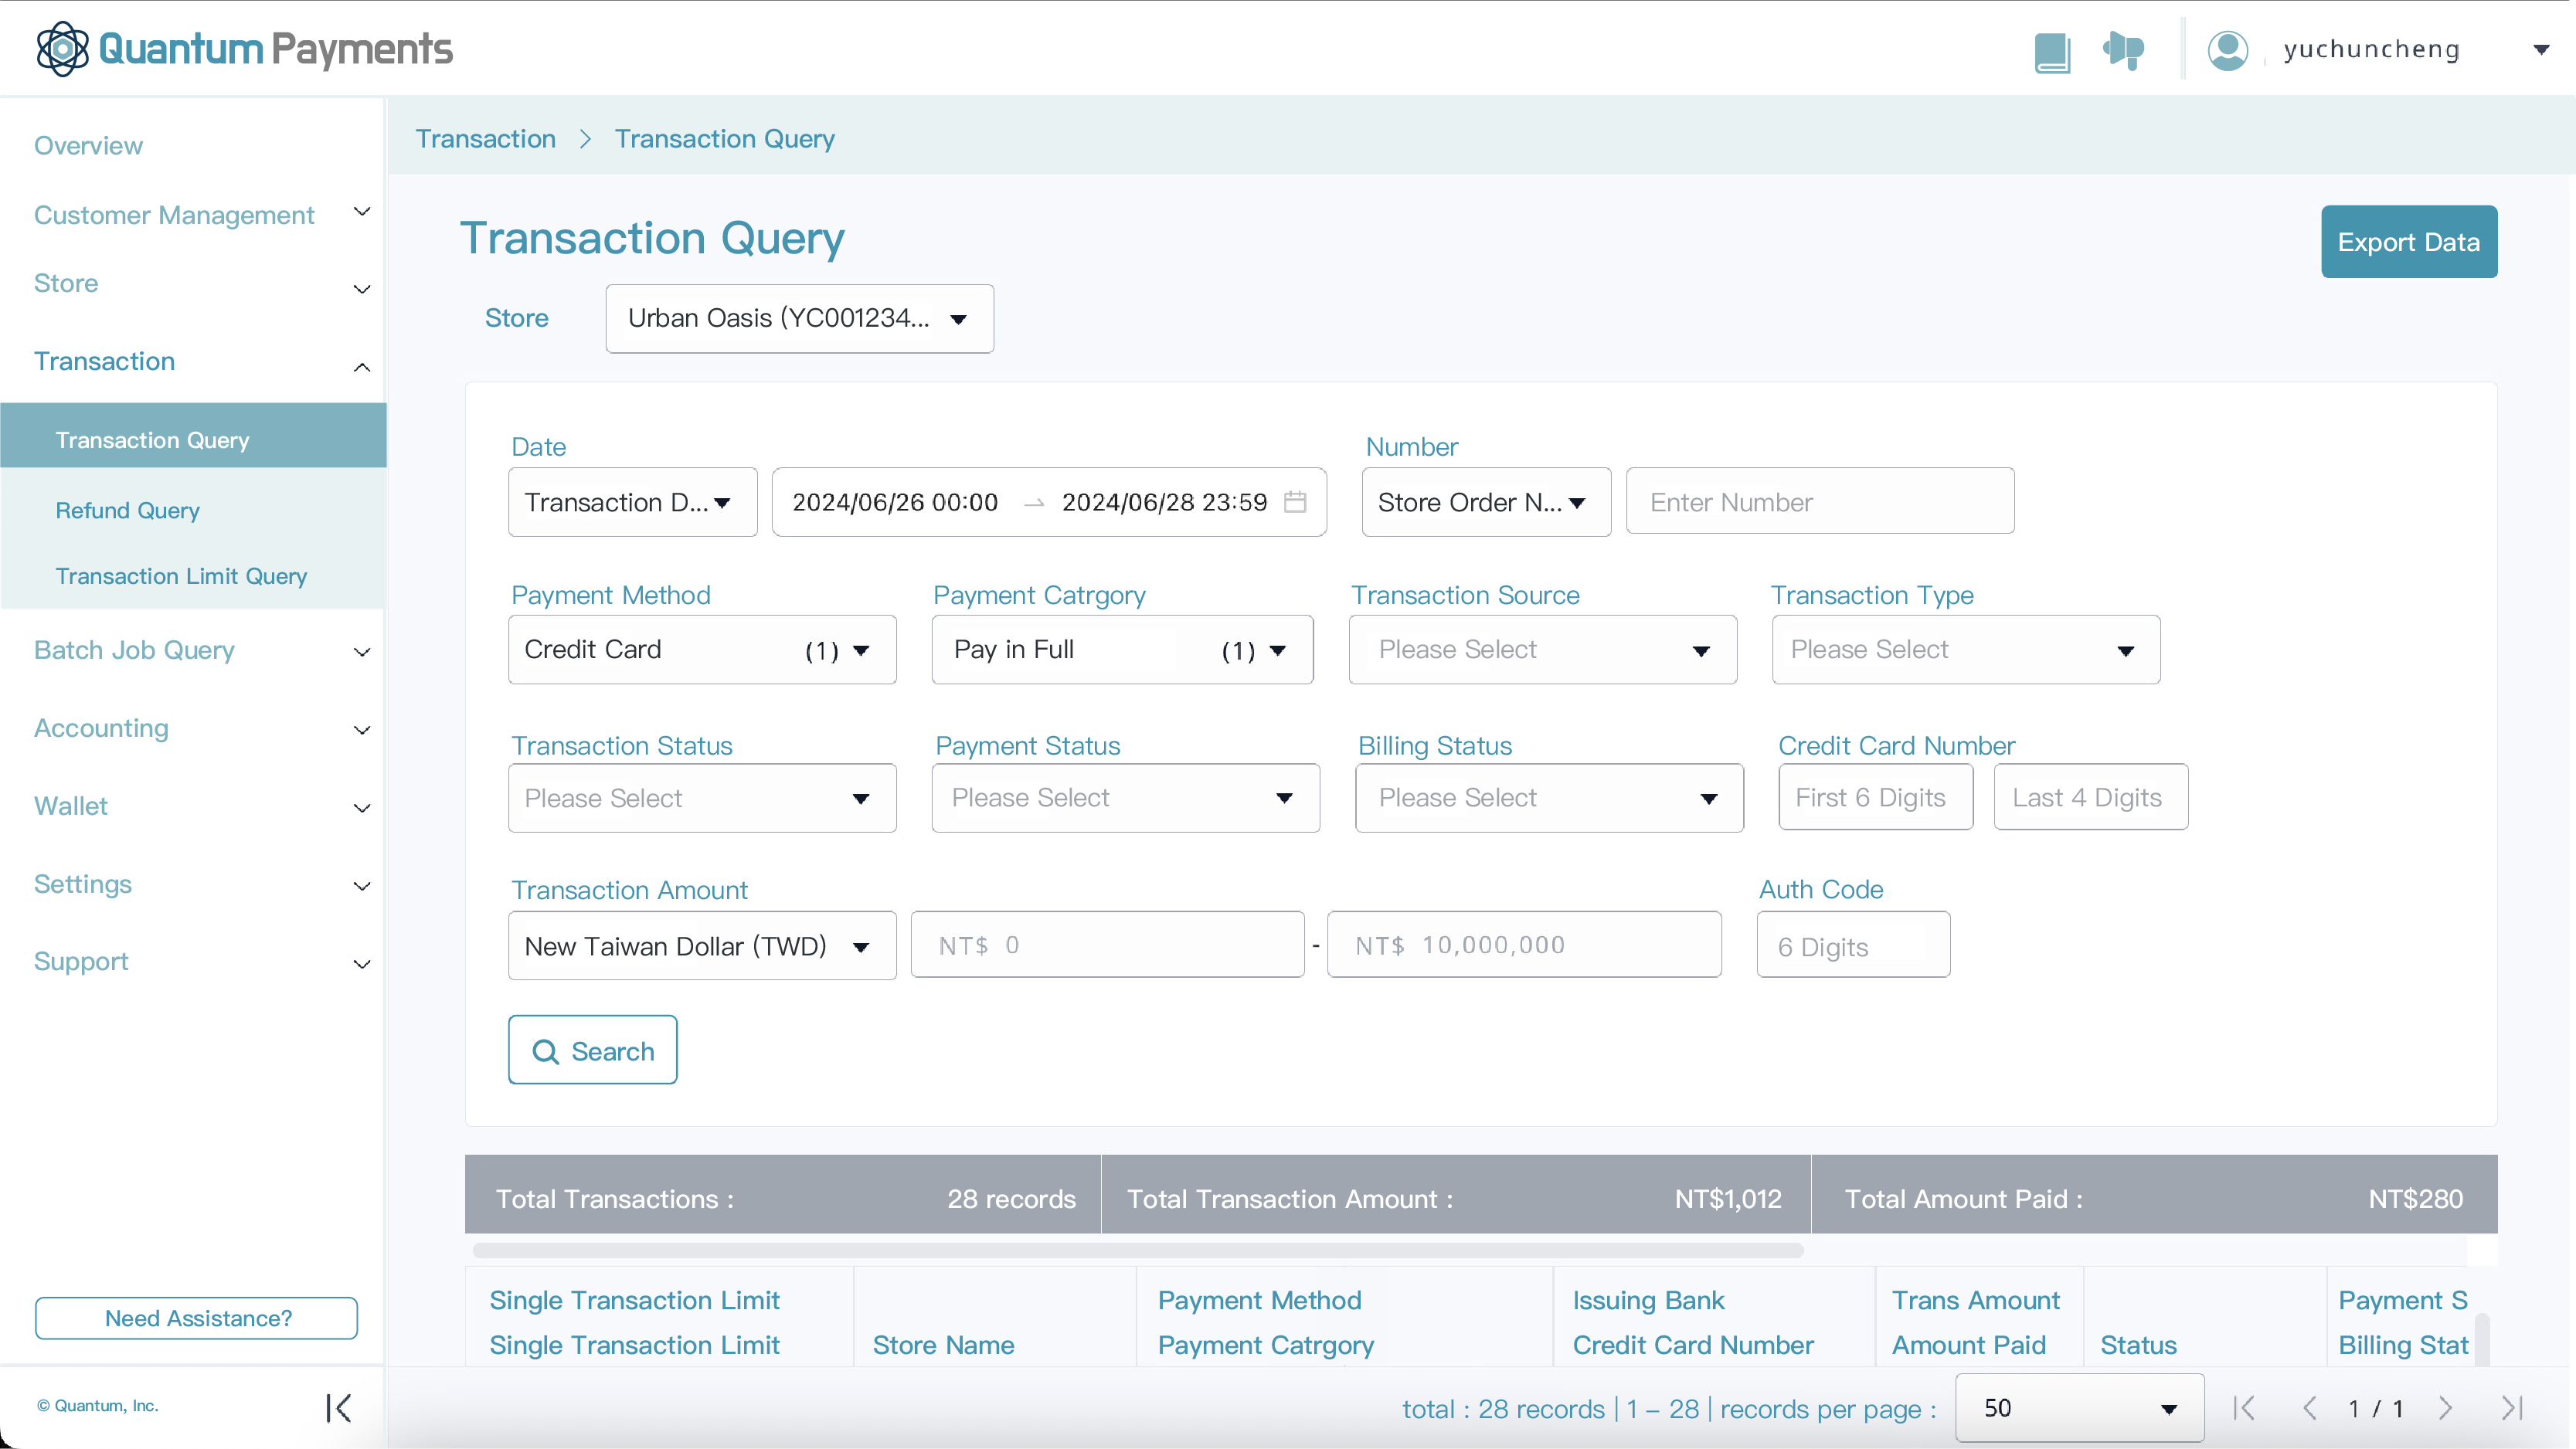 Quantum Payments
yuchuncheng
Overview
Customer Management
Store
Transaction
Transaction Query
Refund Query
Transaction Limit Query
Batch Job Query
Accounting
Wallet
Settings
Support
Need Assistance?
© Quantum, Inc.
Transaction > Transaction Query
Transaction Query
Export Data
Store Urban Oasis (YC001234...
Date
Transaction D... 2024/06/26 00:00 → 2024/06/28 23:59
Number
Store Order N... Enter Number
Payment Method
Credit Card (1)
Payment Catrgory
Pay in Full (1)
Transaction Source
Please Select
Transaction Type
Please Select
Transaction Status
Please Select
Payment Status
Please Select
Billing Status
Please Select
Credit Card Number
First 6 Digits Last 4 Digits
Transaction Amount
New Taiwan Dollar (TWD) NT$ 0 - NT$ 10,000,000
Auth Code
6 Digits
Search
Total Transactions : 28 records Total Transaction Amount : NT$1,012 Total Amount Paid : NT$280
Single Transaction Limit
Single Transaction Limit
Store Name
Payment Method
Payment Catrgory
Issuing Bank
Credit Card Number
Trans Amount
Amount Paid
Status
Payment S
Billing Stat
total : 28 records | 1 – 28 | records per page : 50 1 / 1